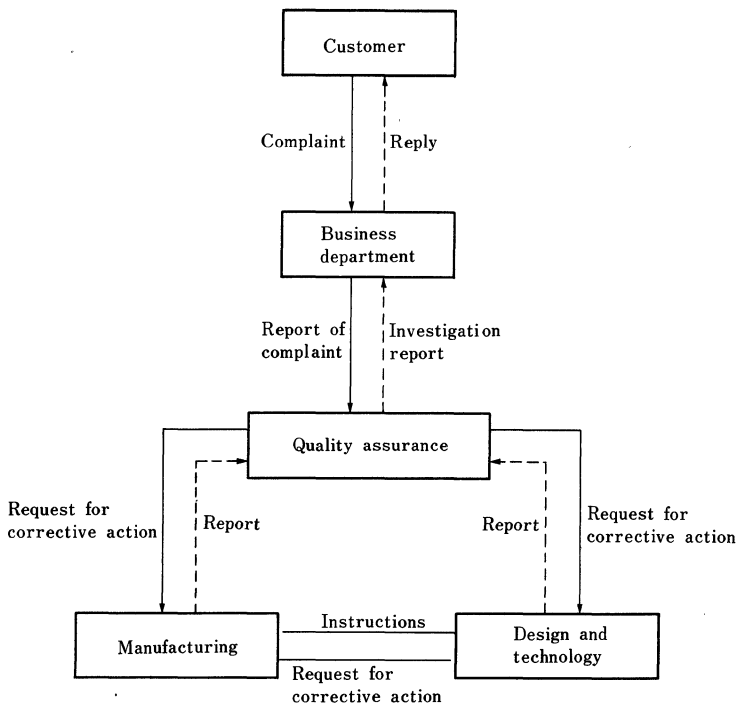 Customer
Complaint
Reply
Business
department
Report of
complaint
Investigation
report
Quality assurance
Request for
corrective action
Report
Report
Request for
corrective action
Manufacturing
Instructions
Design and
technology
Request for
corrective action